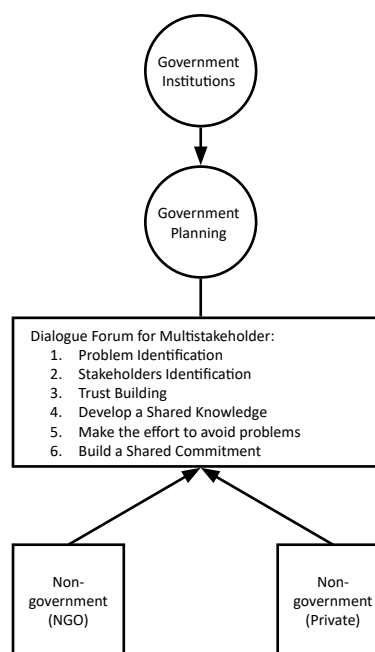 Government
Institutions
Government
Planning
Dialogue Forum for Multistakeholder:
1. Problem Identification
2. Stakeholders Identification
3. Trust Building
4. Develop a Shared Knowledge
5. Make the effort to avoid problems
6. Build a Shared Commitment
Non-
government
(NGO)
Non-
government
(Private)